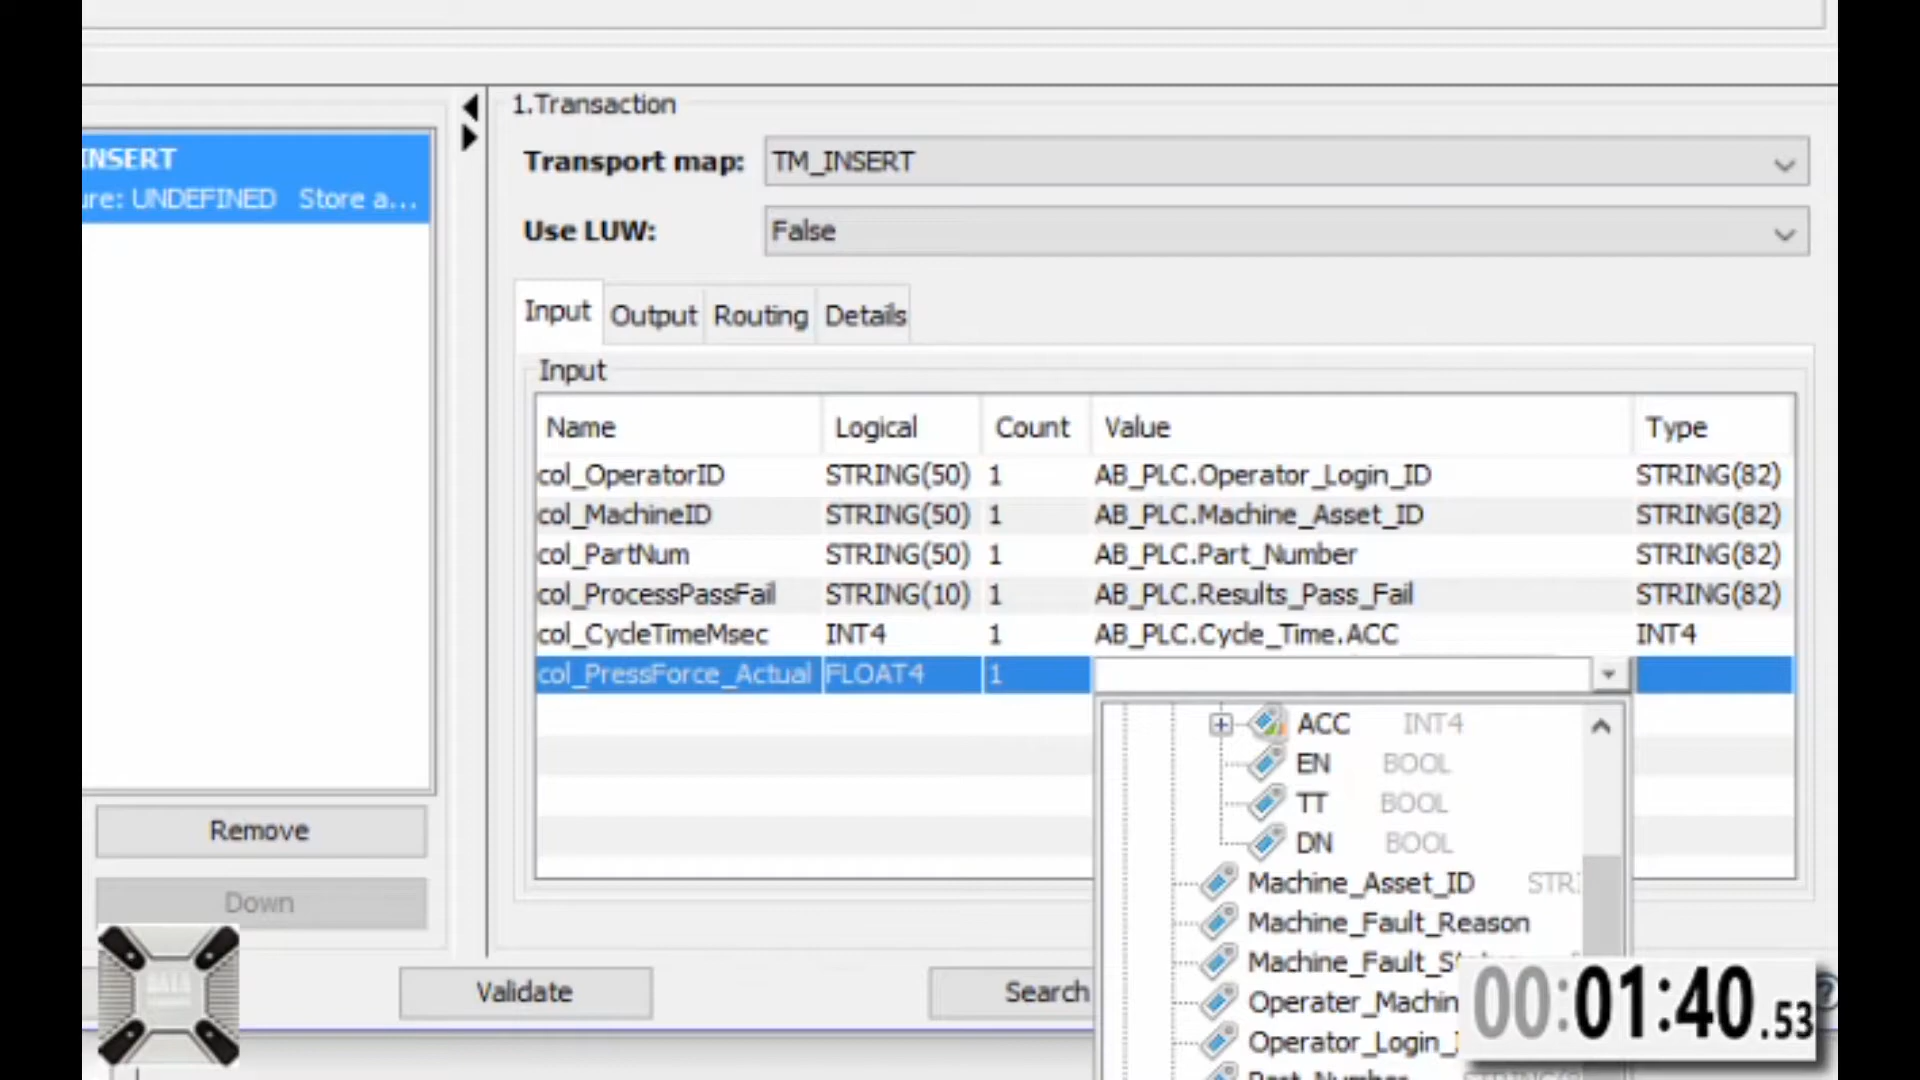 1.Transaction
INSERT
Transport map: TM_INSERT
ure: UNDEFINED Store a...
Use LUW: False
Input Output Routing Details
Input
Name Logical Count Value Type
col_OperatorID STRING(50) 1 AB_PLC.Operator_Login_ID STRING(82)
col_MachineID STRING(50) 1 AB_PLC.Machine_Asset_ID STRING(82)
col_PartNum STRING(50) 1 AB_PLC.Part_Number STRING(82)
col_ProcessPassFail STRING(10) 1 AB_PLC.Results_Pass_Fail STRING(82)
col_CycleTimeMsec INT4 1 AB_PLC.Cycle_Time.ACC INT4
col_PressForce_Actual FLOAT4 1
ACC INT4
EN BOOL
TT BOOL
DN BOOL
Machine_Asset_ID STRI
Machine_Fault_Reason
Machine_Fault_S
Operater_Machin
Operator_Login_
Remove
Down
Validate Search
00:01:40.53